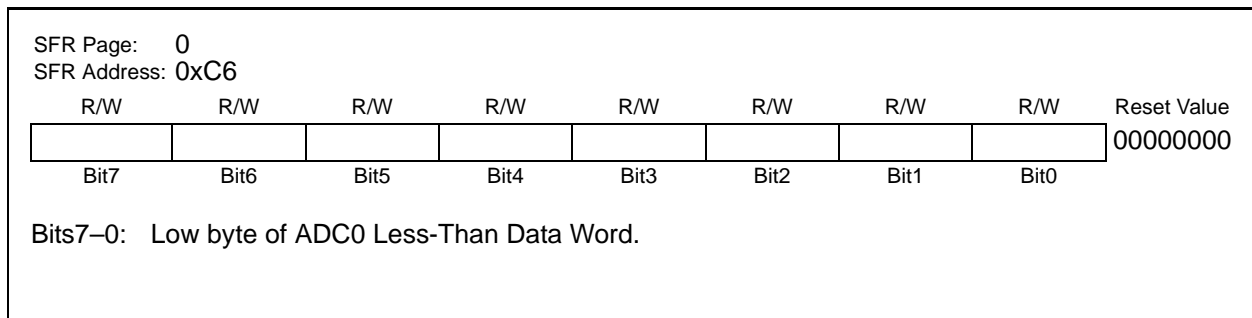 SFR Page: 0
SFR Address: 0xC6
R/W R/W R/W R/W R/W R/W R/W R/W Reset Value
00000000
Bit7 Bit6 Bit5 Bit4 Bit3 Bit2 Bit1 Bit0
Bits7–0: Low byte of ADC0 Less-Than Data Word.